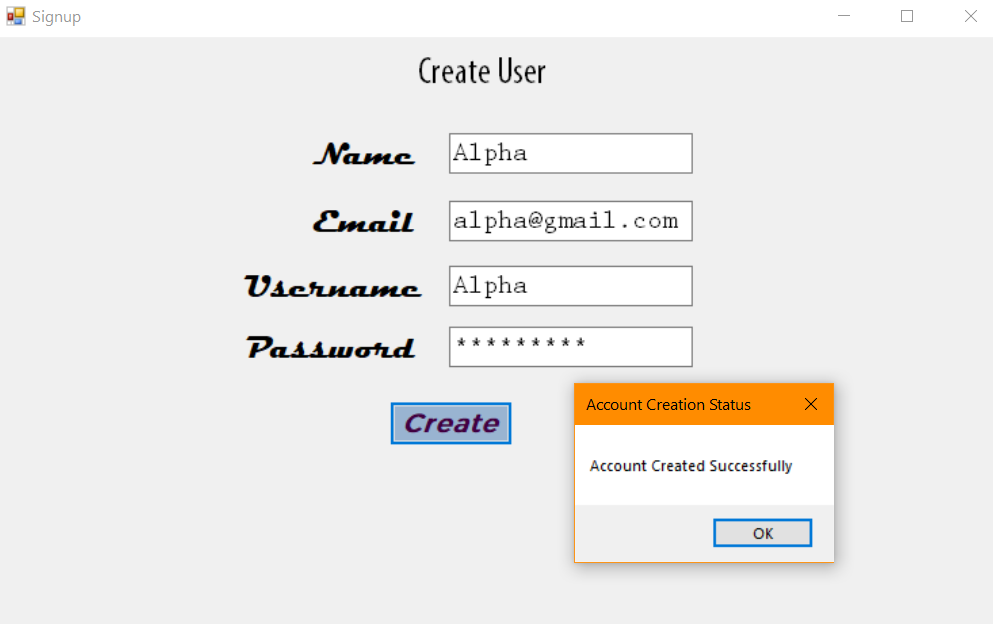 Signup
Create User
Name Alpha
Email alpha@gmail.com
Username Alpha
Password *********
Create
Account Creation Status
Account Created Successfully
OK